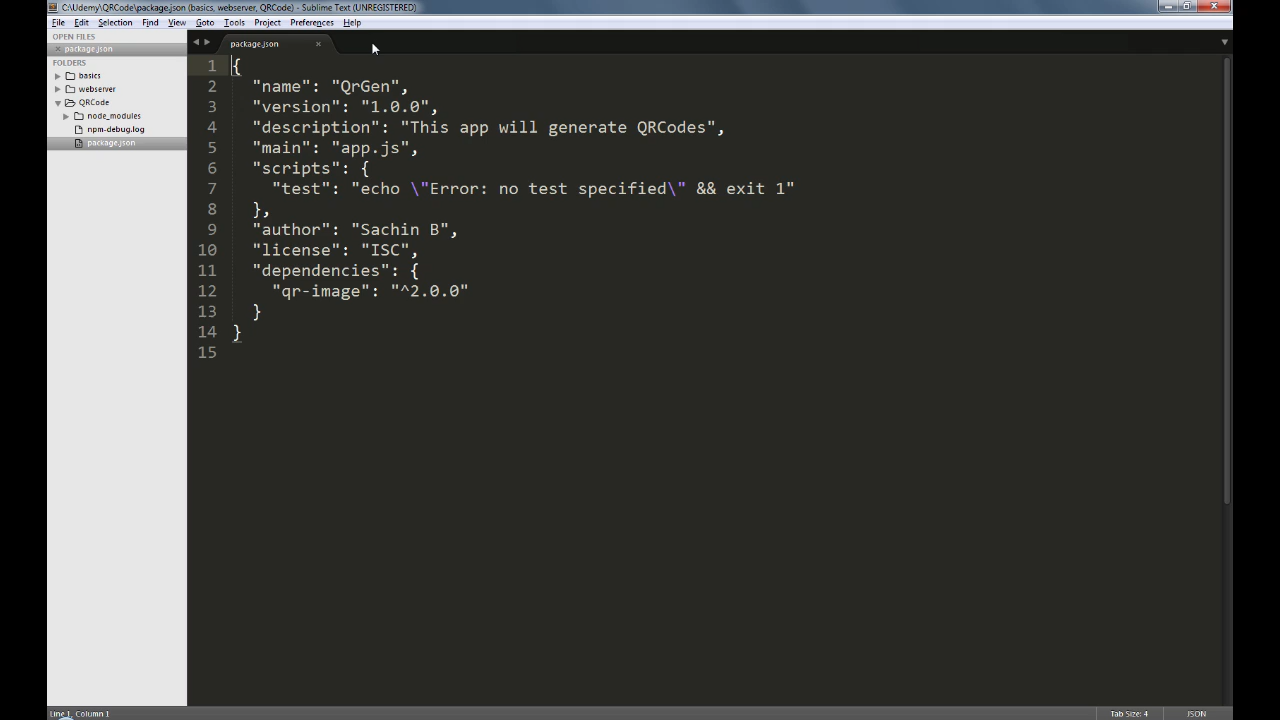 C:\Udemy\QRCode\package.json (basics, webserver, QRCode) - Sublime Text (UNREGISTERED)
File Edit Selection Find View Goto Tools Project Preferences Help
OPEN FILES
package.json
FOLDERS
basics
webserver
QRCode
node_modules
npm-debug.log
package.json
package.json
1 {
2 "name": "QrGen",
3 "version": "1.0.0",
4 "description": "This app will generate QRCodes",
5 "main": "app.js",
6 "scripts": {
7 "test": "echo \"Error: no test specified\" && exit 1"
8 },
9 "author": "Sachin B",
10 "license": "ISC",
11 "dependencies": {
12 "qr-image": "^2.0.0"
13 }
14 }
15
Line 1, Column 1
Tab Size: 4
JSON